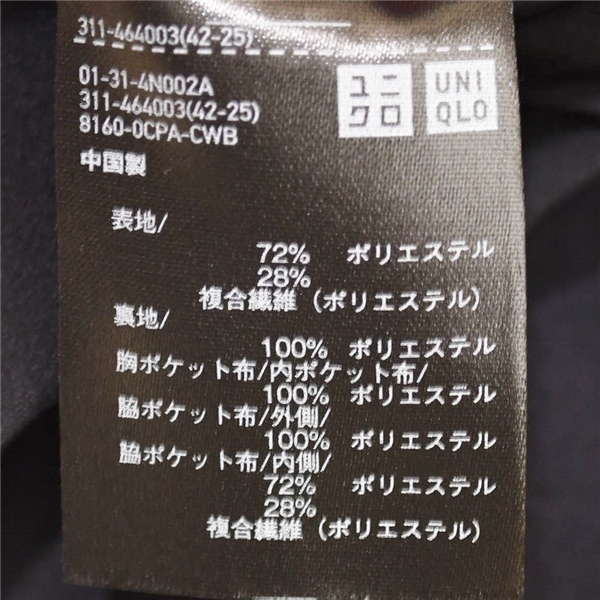 311-464003(42-25)
01-31-4N002A
311-464003(42-25)
8160-0CPA-CWB
中国製
ユニクロ
UNIQLO
表地/
72% ポリエステル
28%
複合繊維 (ポリエステル)
裏地/
100% ポリエステル
胸ポケット布/内ポケット布/
100% ポリエステル
脇ポケット布/外側/
100% ポリエステル
脇ポケット布/内側/
72% ポリエステル
28%
複合繊維 (ポリエステル)